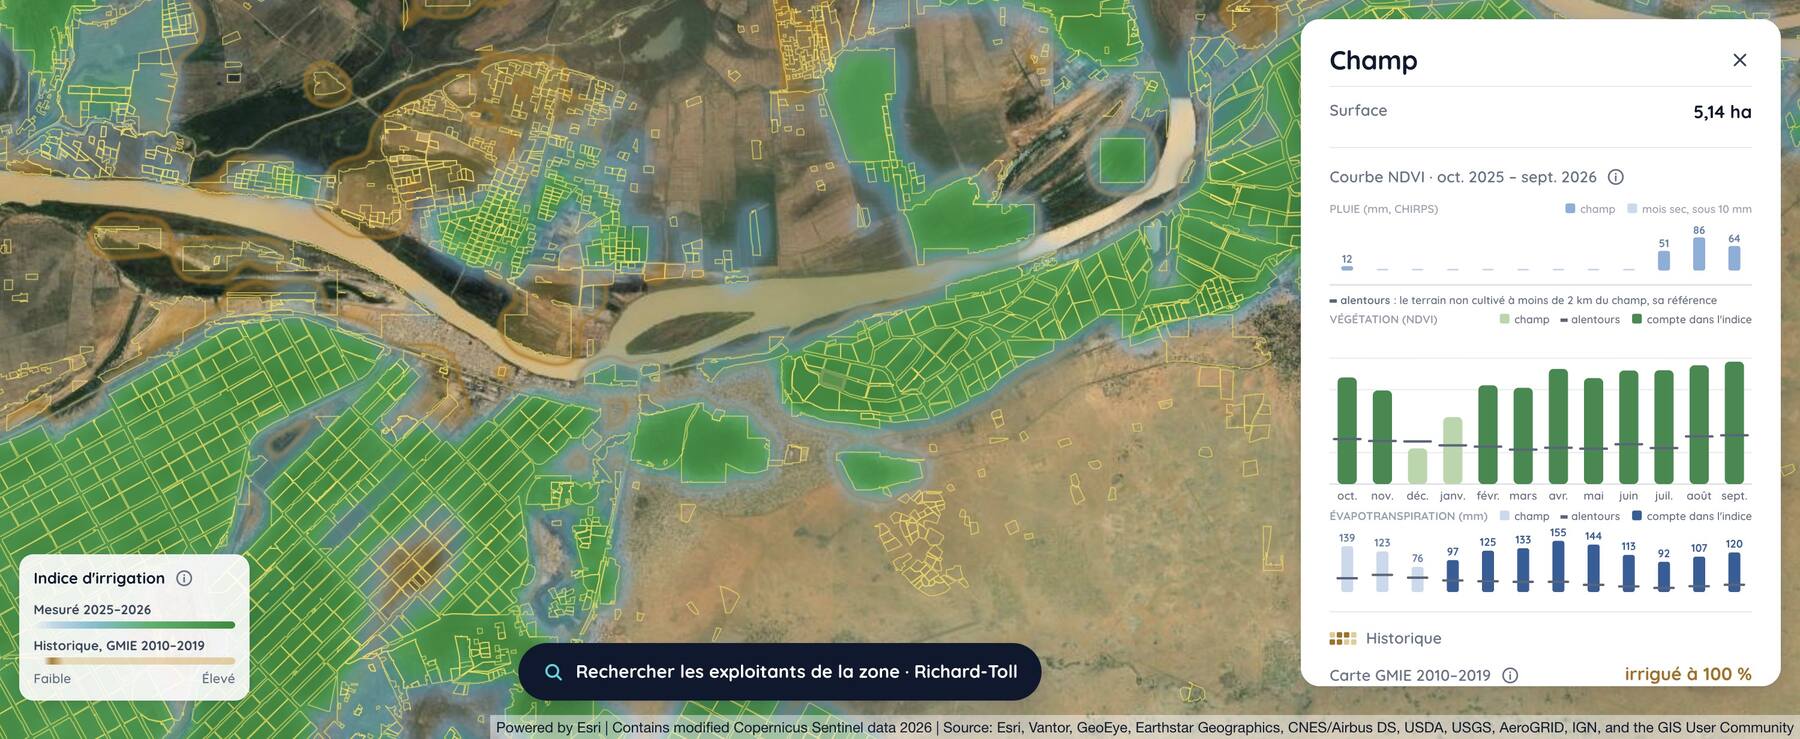 Champ
Surface 5,14 ha
Courbe NDVI · oct. 2025 – sept. 2026
PLUIE (mm, CHIRPS) champ mois sec, sous 10 mm
12 51 86 64
alentours : le terrain non cultivé à moins de 2 km du champ, sa référence
VÉGÉTATION (NDVI) champ alentours compte dans l'indice
oct. nov. déc. janv. févr. mars avr. mai juin juil. août sept.
ÉVAPOTRANSPIRATION (mm) champ alentours compte dans l'indice
139 123 76 97 125 133 155 144 113 92 107 120
Historique
Carte GMIE 2010–2019 irrigué à 100 %
Indice d'irrigation
Mesuré 2025–2026
Historique, GMIE 2010–2019
Faible Élevé
Rechercher les exploitants de la zone · Richard-Toll
Powered by Esri | Contains modified Copernicus Sentinel data 2026 | Source: Esri, Vantor, GeoEye, Earthstar Geographics, CNES/Airbus DS, USDA, USGS, AeroGRID, IGN, and the GIS User Community